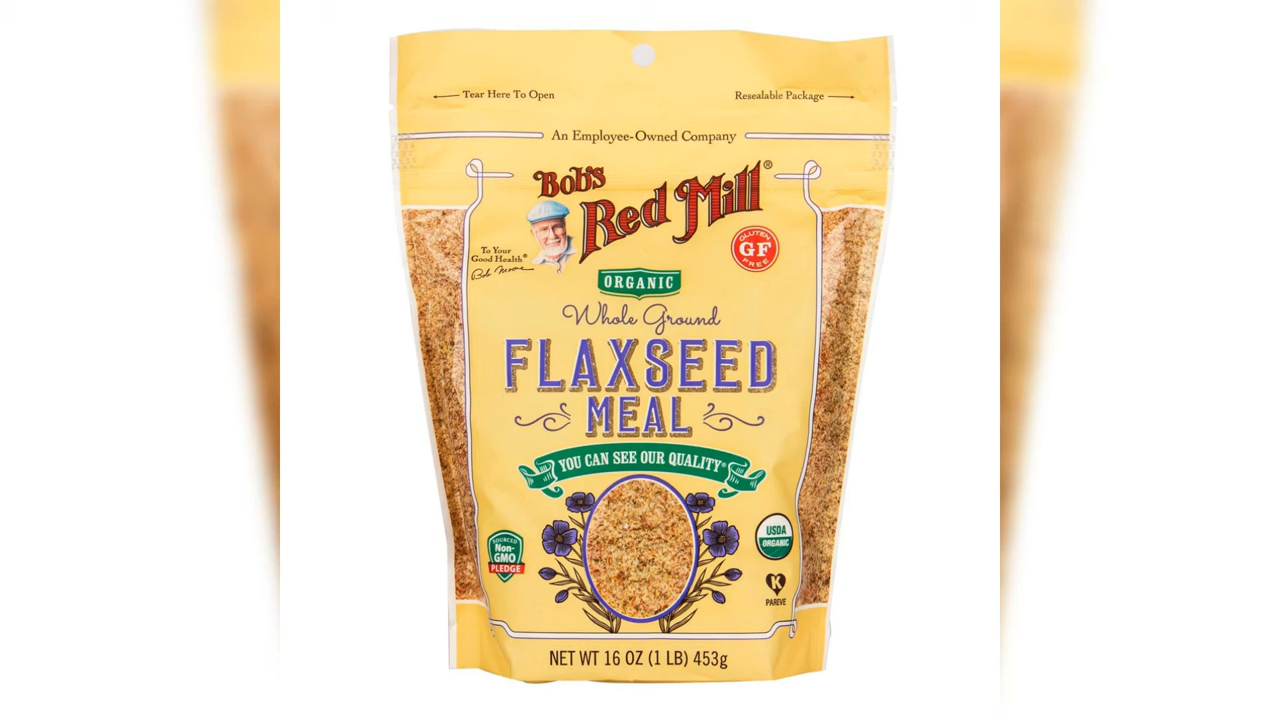 Tear Here To Open
Resealable Package
An Employee-Owned Company
Bob's
Red Mill®
To Your
Good Health®
Bob Moore
GLUTEN
GF
FREE
ORGANIC
Whole Ground
FLAXSEED
MEAL
YOU CAN SEE OUR QUALITY®
SOURCED
Non-
GMO
PLEDGE
USDA
ORGANIC
K
PAREVE
NET WT 16 OZ (1 LB) 453g